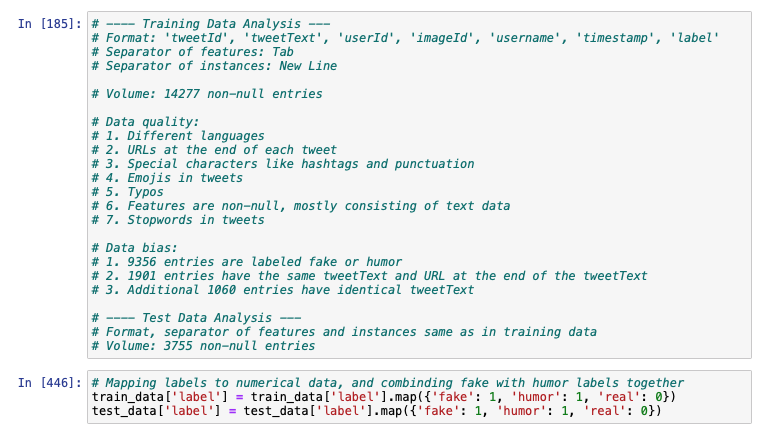 In [185]: # ---- Training Data Analysis ---
# Format: 'tweetId', 'tweetText', 'userId', 'imageId', 'username', 'timestamp', 'label'
# Separator of features: Tab
# Separator of instances: New Line
# Volume: 14277 non-null entries
# Data quality:
# 1. Different languages
# 2. URLs at the end of each tweet
# 3. Special characters like hashtags and punctuation
# 4. Emojis in tweets
# 5. Typos
# 6. Features are non-null, mostly consisting of text data
# 7. Stopwords in tweets
# Data bias:
# 1. 9356 entries are labeled fake or humor
# 2. 1901 entries have the same tweetText and URL at the end of the tweetText
# 3. Additional 1060 entries have identical tweetText
# ---- Test Data Analysis ---
# Format, separator of features and instances same as in training data
# Volume: 3755 non-null entries
In [446]: # Mapping labels to numerical data, and combinding fake with humor labels together
train_data['label'] = train_data['label'].map({'fake': 1, 'humor': 1, 'real': 0})
test_data['label'] = test_data['label'].map({'fake': 1, 'humor': 1, 'real': 0})